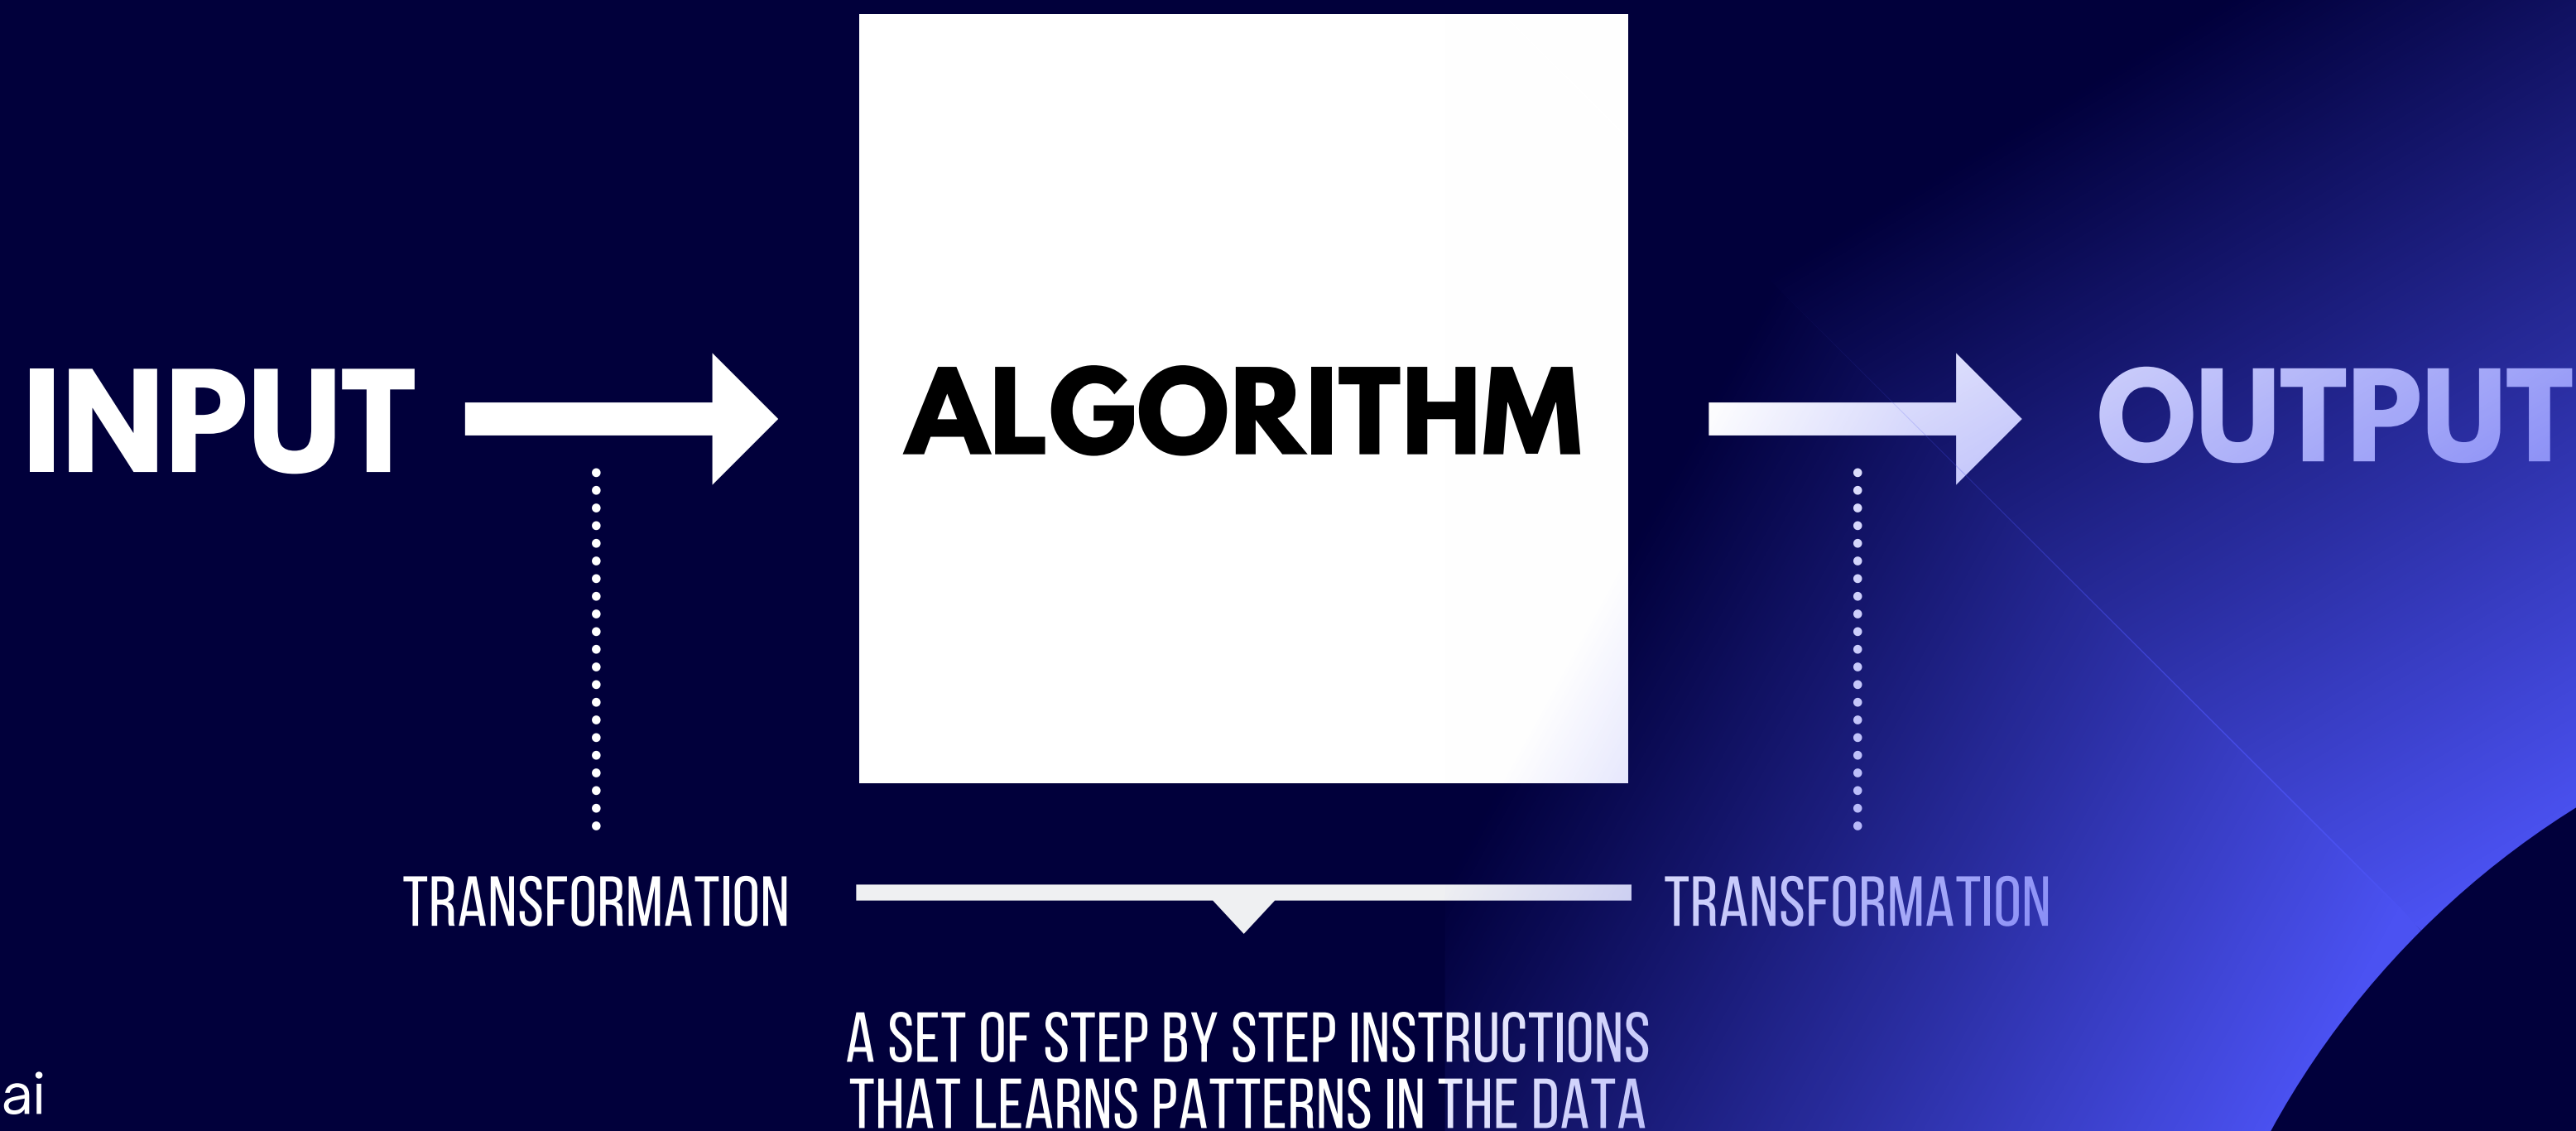 INPUT
ALGORITHM
OUTPUT
TRANSFORMATION
TRANSFORMATION
A SET OF STEP BY STEP INSTRUCTIONS
THAT LEARNS PATTERNS IN THE DATA
ai